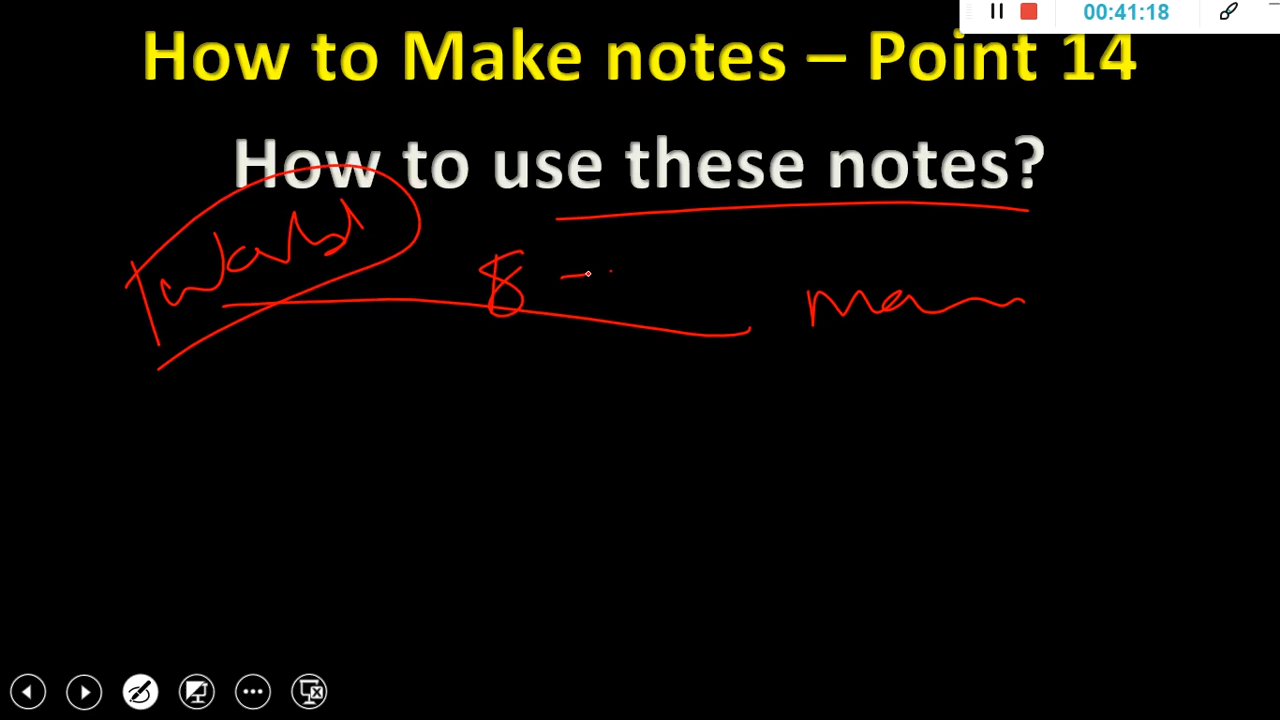 00:41:18
How to Make notes – Point 14
How to use these notes?
8 –